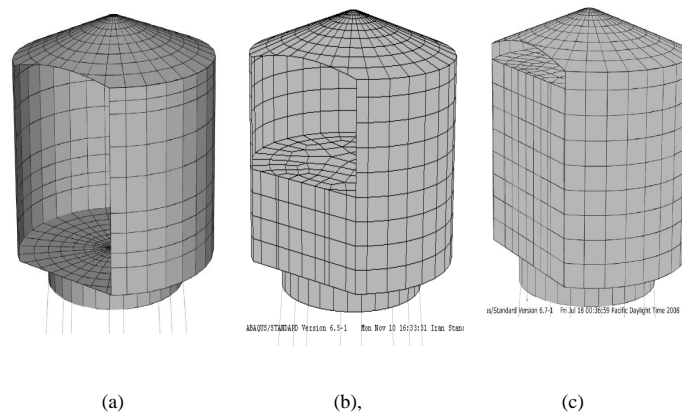 ABAQUS/STANDARD Version 6.5-1 Mon Nov 10 16:33:31 Iran Stan
us/Standard Version 6.7-1 Fri Jul 18 00:36:59 Pacific Daylight Time 2008
(a)
(b),
(c)